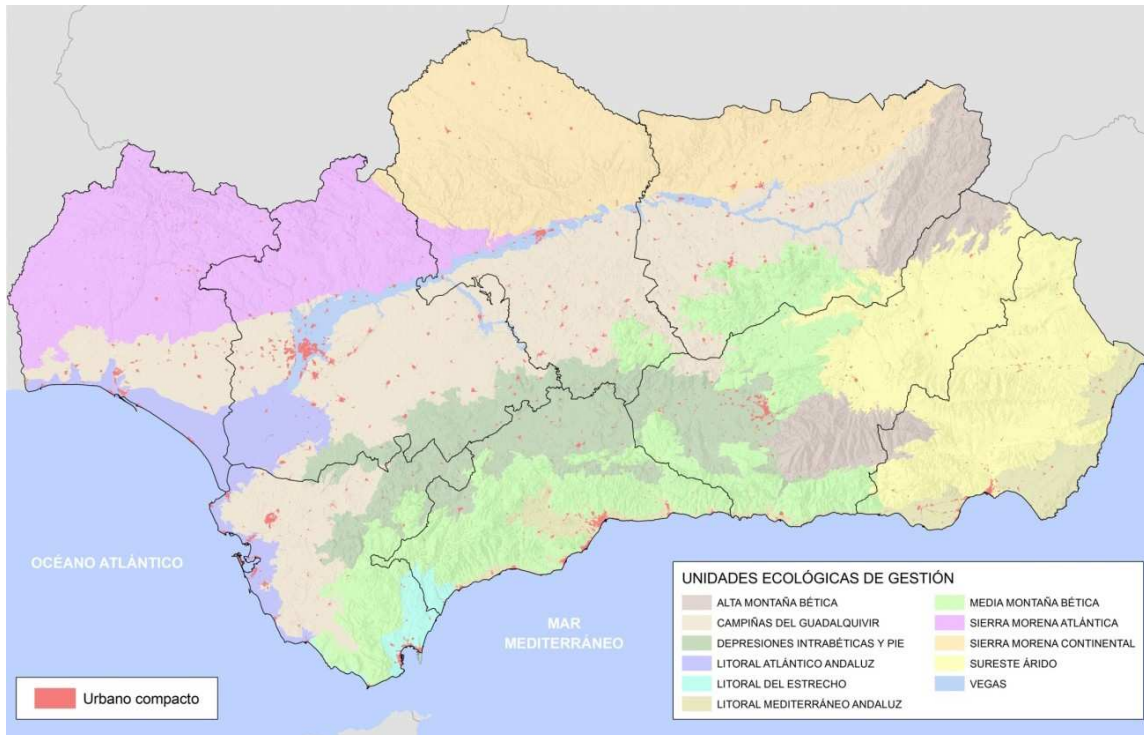 OCÉANO ATLÁNTICO
MAR
MEDITERRÁNEO
Urbano compacto
UNIDADES ECOLÓGICAS DE GESTIÓN
ALTA MONTAÑA BÉTICA
CAMPIÑAS DEL GUADALQUIVIR
DEPRESIONES INTRABÉTICAS Y PIE
LITORAL ATLÁNTICO ANDALUZ
LITORAL DEL ESTRECHO
LITORAL MEDITERRÁNEO ANDALUZ
MEDIA MONTAÑA BÉTICA
SIERRA MORENA ATLÁNTICA
SIERRA MORENA CONTINENTAL
SURESTE ÁRIDO
VEGAS